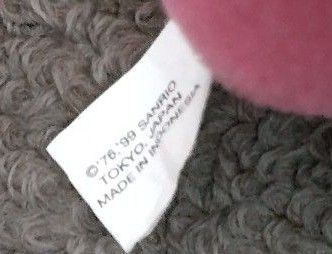 ©'76,'99 SANRIO
TOKYO, JAPAN
MADE IN INDONESIA